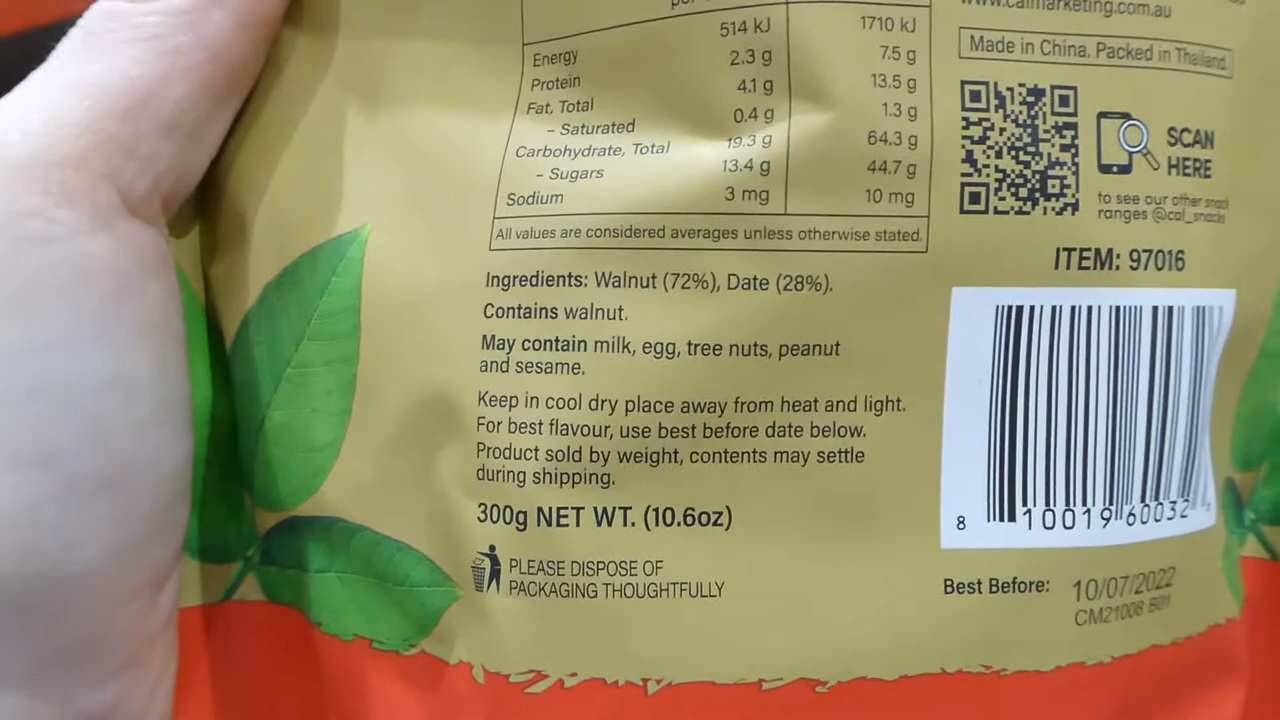 514 kJ 1710 kJ
Energy 2.3 g 7.5 g
Protein 4.1 g 13.5 g
Fat, Total 0.4 g 1.3 g
– Saturated 19.3 g 64.3 g
Carbohydrate, Total 13.4 g 44.7 g
– Sugars 3 mg 10 mg
Sodium
All values are considered averages unless otherwise stated.
Ingredients: Walnut (72%), Date (28%).
Contains walnut.
May contain milk, egg, tree nuts, peanut
and sesame.
Keep in cool dry place away from heat and light.
For best flavour, use best before date below.
Product sold by weight, contents may settle
during shipping.
300g NET WT. (10.6oz)
PLEASE DISPOSE OF
PACKAGING THOUGHTFULLY
www.calmarketing.com.au
Made in China. Packed in Thailand.
SCAN
HERE
to see our other snack
ranges @cal_snacks
ITEM: 97016
8 10019 60032
Best Before: 10/07/2022
CM21008 B01